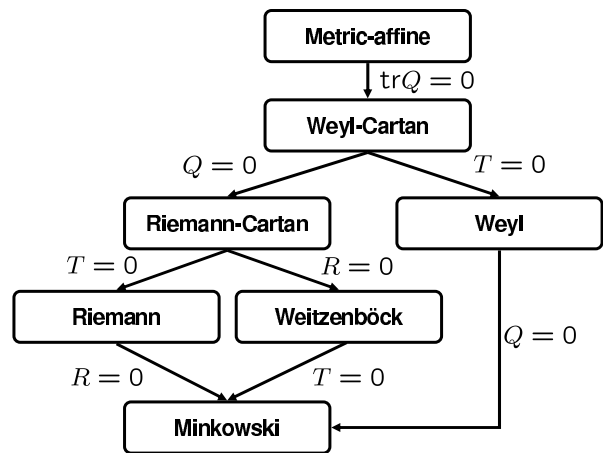 Metric-affine
trQ = 0
Weyl-Cartan
Q = 0
T = 0
Riemann-Cartan
Weyl
T = 0
R = 0
Riemann
Weitzenböck
Q = 0
R = 0
T = 0
Minkowski